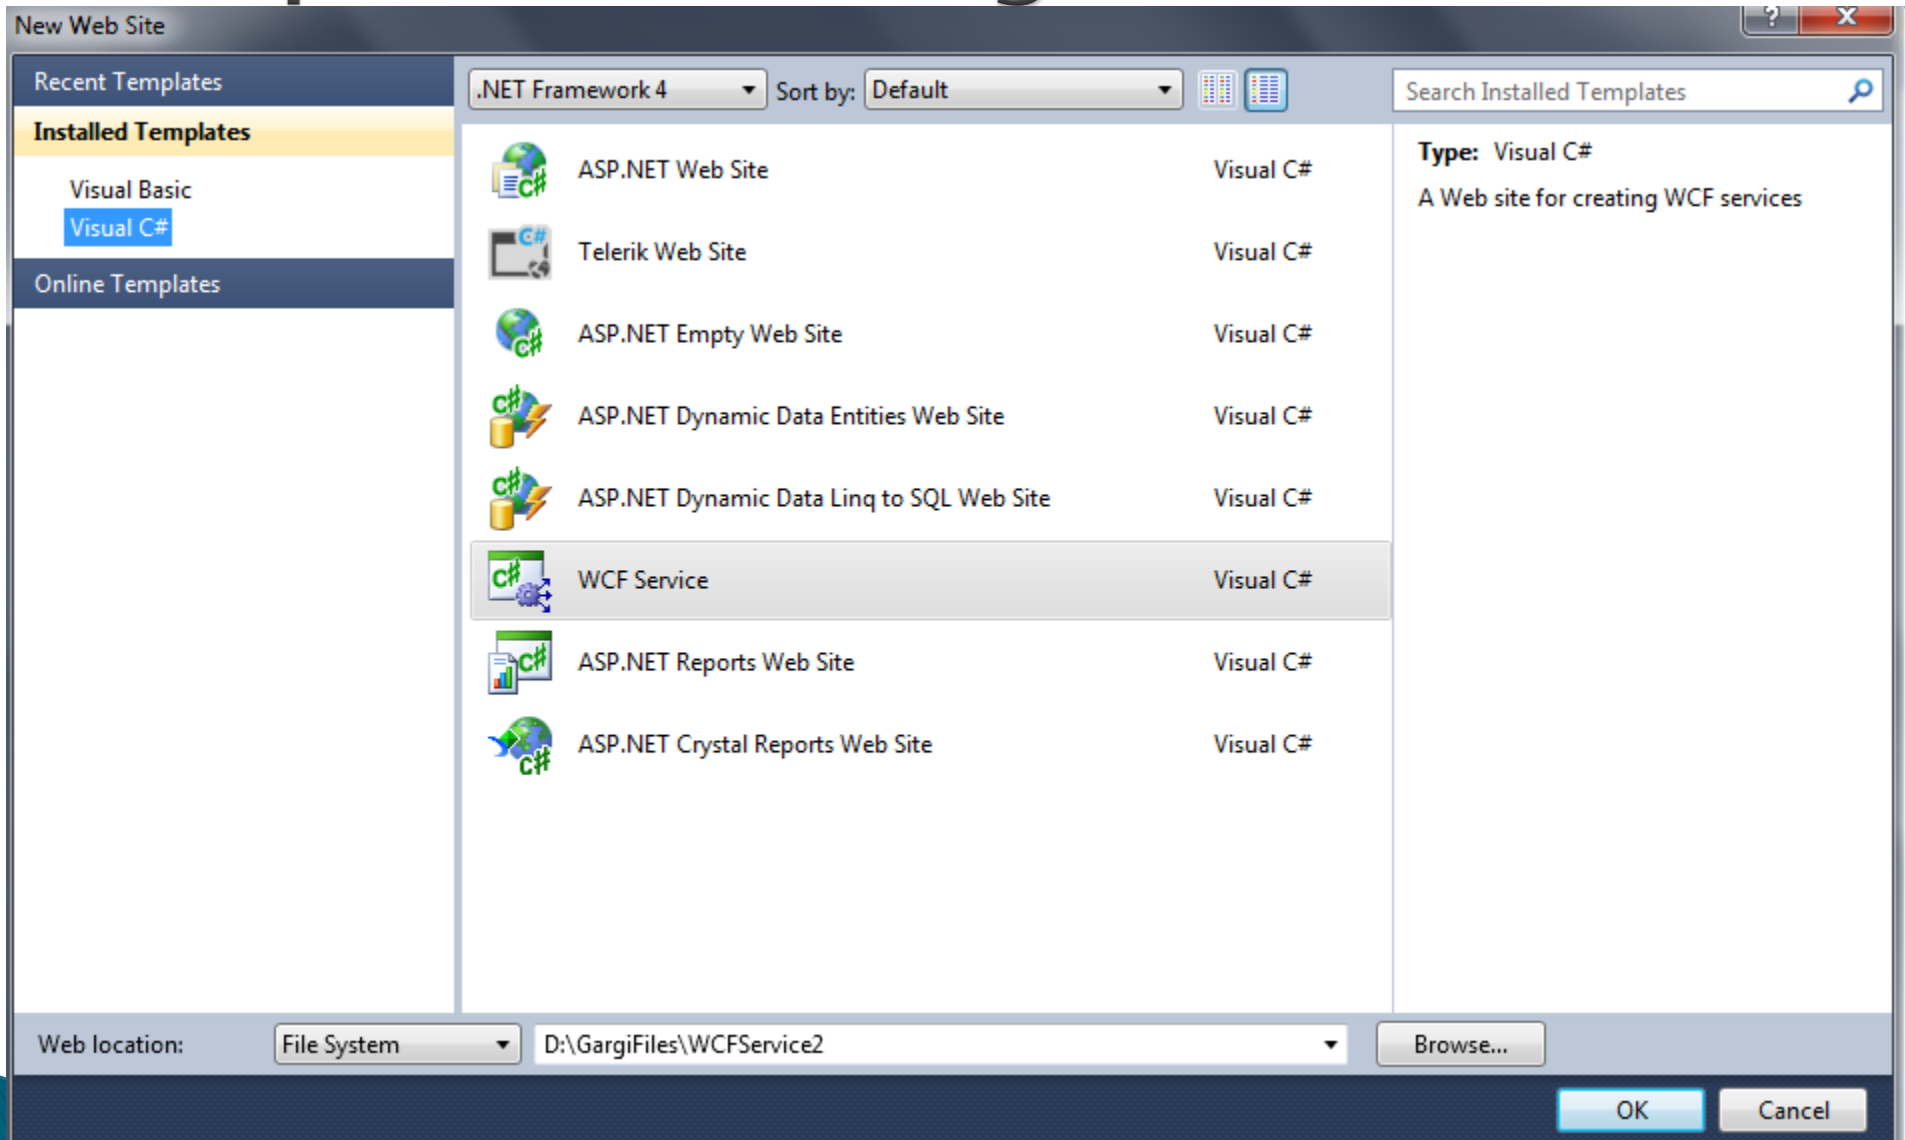 New Web Site
?
x
Recent Templates
.NET Framework 4
Sort by:
Default
Search Installed Templates
Installed Templates
Visual Basic
Visual C#
Online Templates
ASP.NET Web Site Visual C#
Telerik Web Site Visual C#
ASP.NET Empty Web Site Visual C#
ASP.NET Dynamic Data Entities Web Site Visual C#
ASP.NET Dynamic Data Linq to SQL Web Site Visual C#
WCF Service Visual C#
ASP.NET Reports Web Site Visual C#
ASP.NET Crystal Reports Web Site Visual C#
Type: Visual C#
A Web site for creating WCF services
Web location:
File System
D:\GargiFiles\WCFService2
Browse...
OK
Cancel